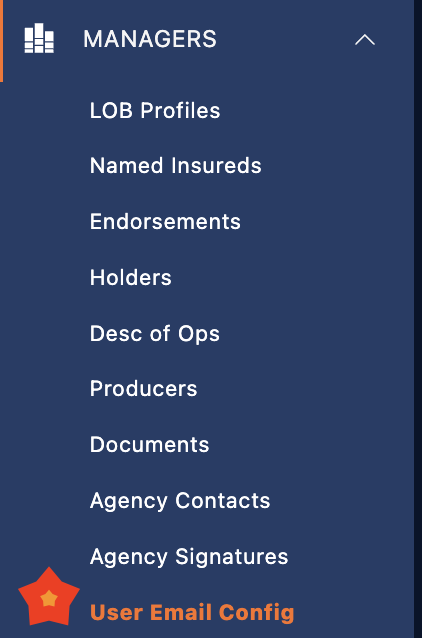 MANAGERS
LOB Profiles
Named Insureds
Endorsements
Holders
Desc of Ops
Producers
Documents
Agency Contacts
Agency Signatures
User Email Config